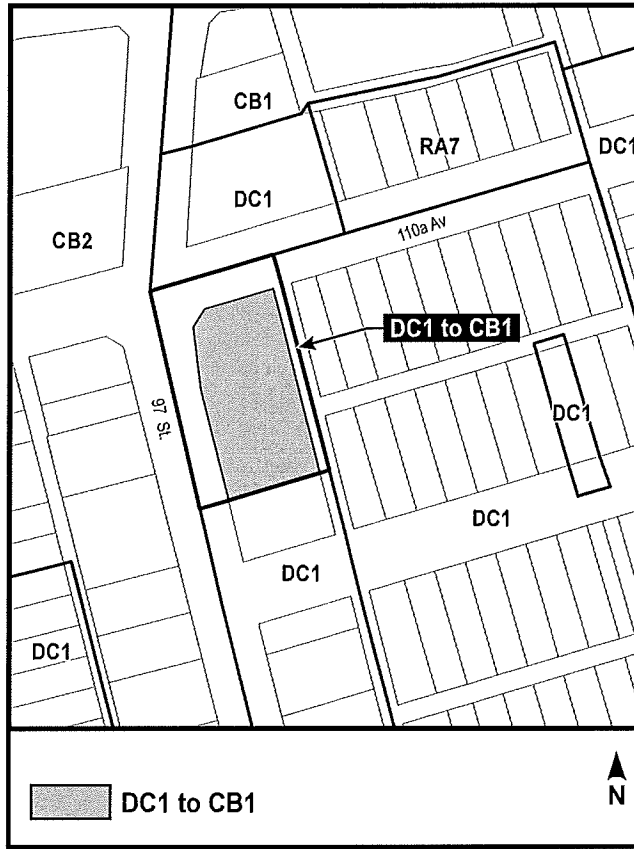 CB1
RA7
DC1
DC1
CB2
110a Av
DC1 to CB1
97 St.
DC1
DC1
DC1
DC1
DC1 to CB1
N